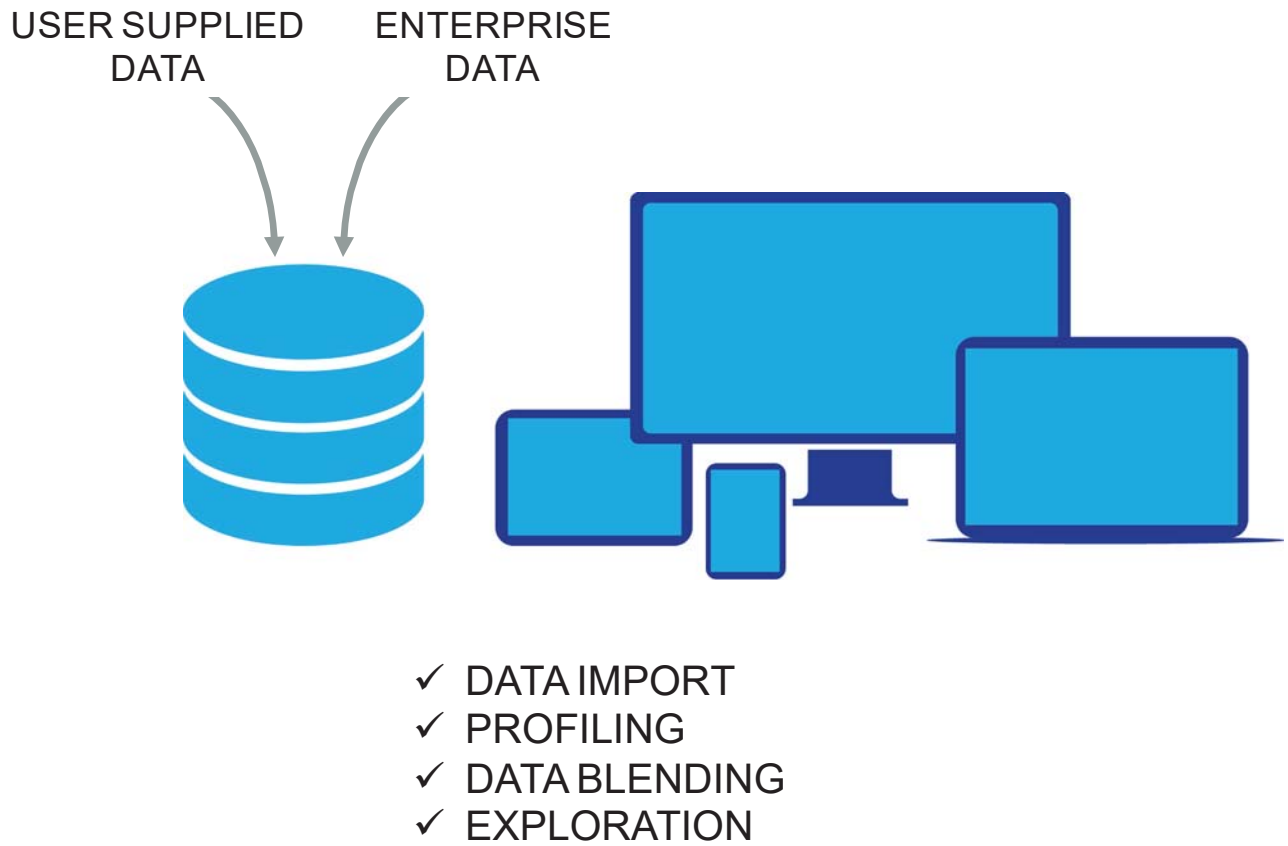 USER SUPPLIED
DATA
ENTERPRISE
DATA
✓ DATA IMPORT
✓ PROFILING
✓ DATA BLENDING
✓ EXPLORATION